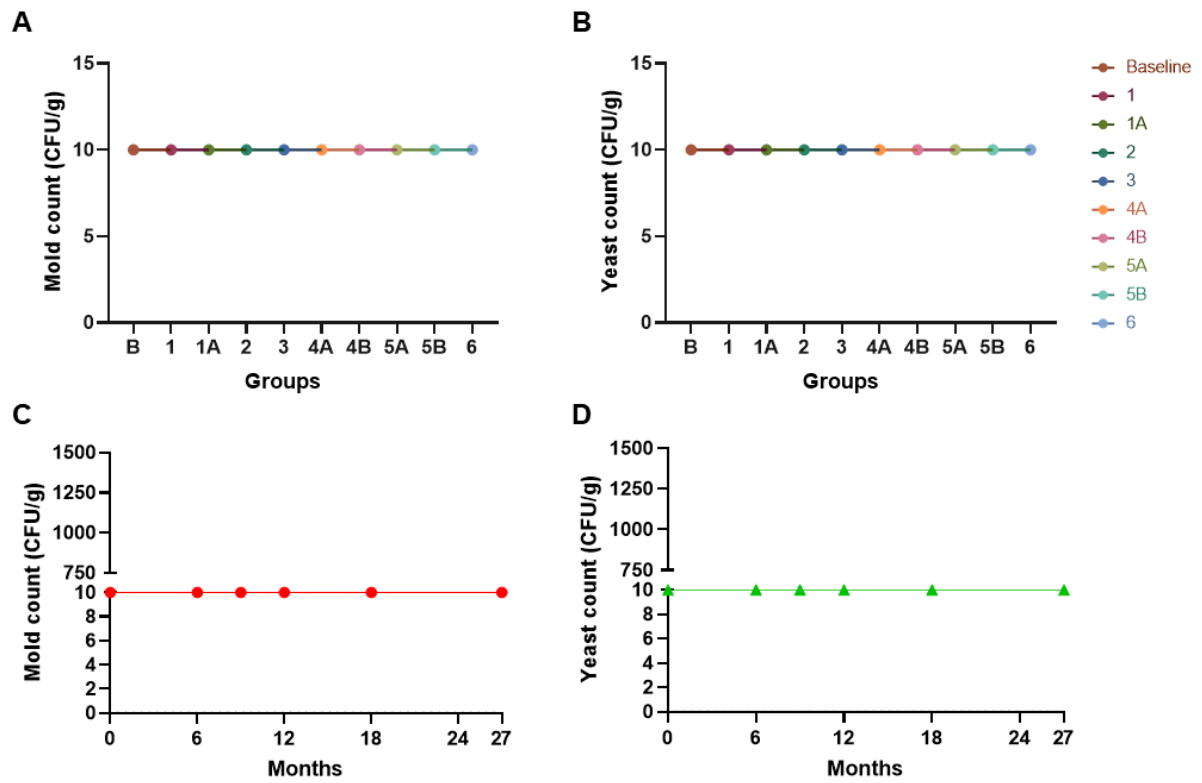 A
Mold count (CFU/g)
15
10
5
0
B 1 1A 2 3 4A 4B 5A 5B 6
Groups
B
Yeast count (CFU/g)
15
10
5
0
B 1 1A 2 3 4A 4B 5A 5B 6
Groups
Baseline
1
1A
2
3
4A
4B
5A
5B
6
C
Mold count (CFU/g)
1500
1250
1000
750
10
8
6
4
2
0
0 6 12 18 24 27
Months
D
Yeast count (CFU/g)
1500
1250
1000
750
10
8
6
4
2
0
0 6 12 18 24 27
Months